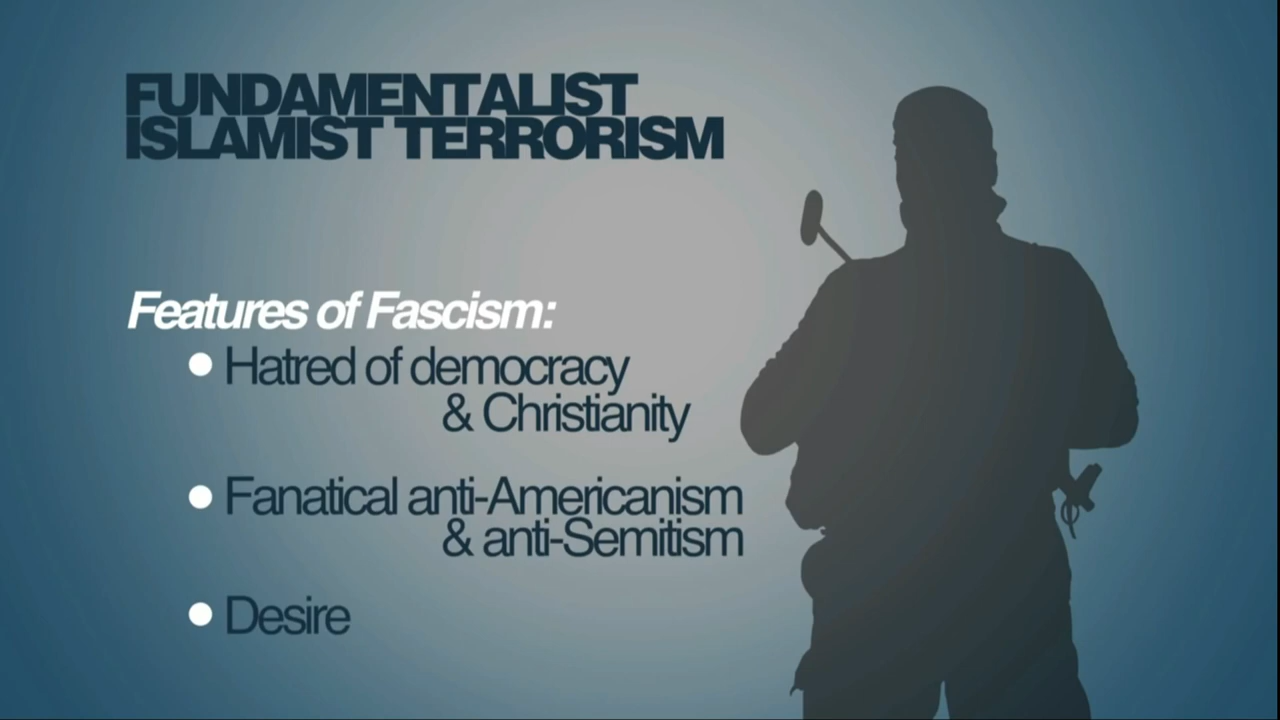 FUNDAMENTALIST
ISLAMIST TERRORISM
Features of Fascism:
Hatred of democracy
& Christianity
Fanatical anti-Americanism
& anti-Semitism
Desire